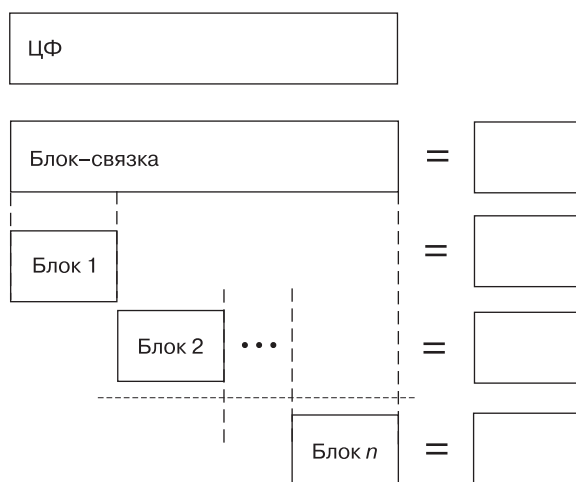 ЦФ
Блок–связка =
Блок 1 =
Блок 2 ••• =
Блок n =